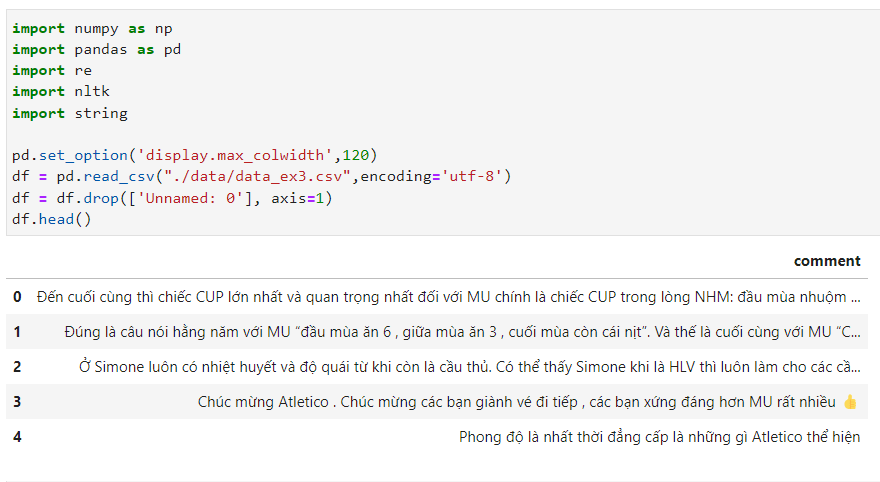 import numpy as np
import pandas as pd
import re
import nltk
import string
pd.set_option('display.max_colwidth',120)
df = pd.read_csv("./data/data_ex3.csv",encoding='utf-8')
df = df.drop(['Unnamed: 0'], axis=1)
df.head()
comment
0 Đến cuối cùng thì chiếc CUP lớn nhất và quan trọng nhất đối với MU chính là chiếc CUP trong lòng NHM: đầu mùa nhuộm ...
1 Đúng là câu nói hằng năm với MU “đầu mùa ăn 6 , giữa mùa ăn 3 , cuối mùa còn cái nịt”. Và thế là cuối cùng với MU “C...
2 Ở Simone luôn có nhiệt huyết và độ quái từ khi còn là cầu thủ. Có thể thấy Simone khi là HLV thì luôn làm cho các cầ...
3 Chúc mừng Atletico . Chúc mừng các bạn giành vé đi tiếp , các bạn xứng đáng hơn MU rất nhiều 👍
4 Phong độ là nhất thời đẳng cấp là những gì Atletico thể hiện